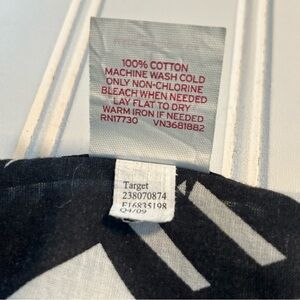 100% COTTON
MACHINE WASH COLD
ONLY NON-CHLORINE
BLEACH WHEN NEEDED
LAY FLAT TO DRY
WARM IRON IF NEEDED
RN17730 VN3681882
Target
238070874
F16835198
Q4/09